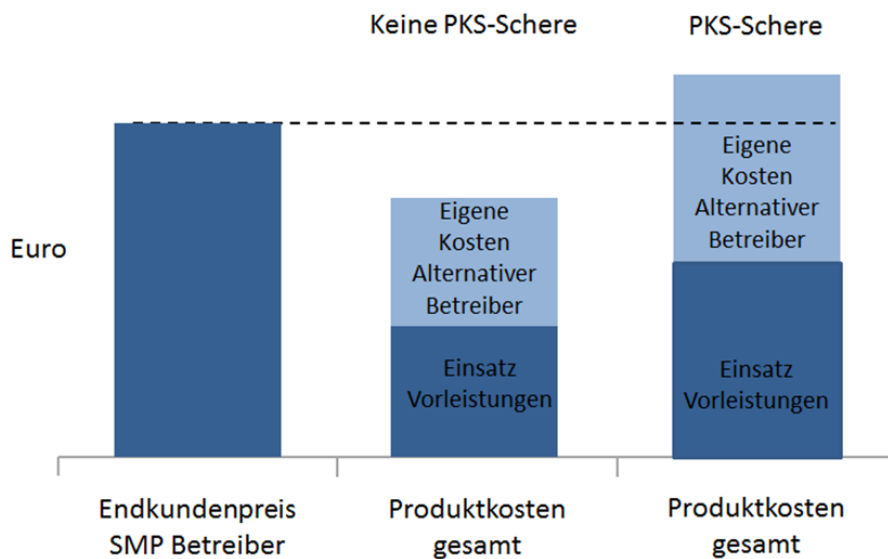 Keine PKS-Schere
PKS-Schere
Euro
Eigene
Kosten
Alternativer
Betreiber
Einsatz
Vorleistungen
Eigene
Kosten
Alternativer
Betreiber
Einsatz
Vorleistungen
Endkundenpreis
SMP Betreiber
Produktkosten
gesamt
Produktkosten
gesamt